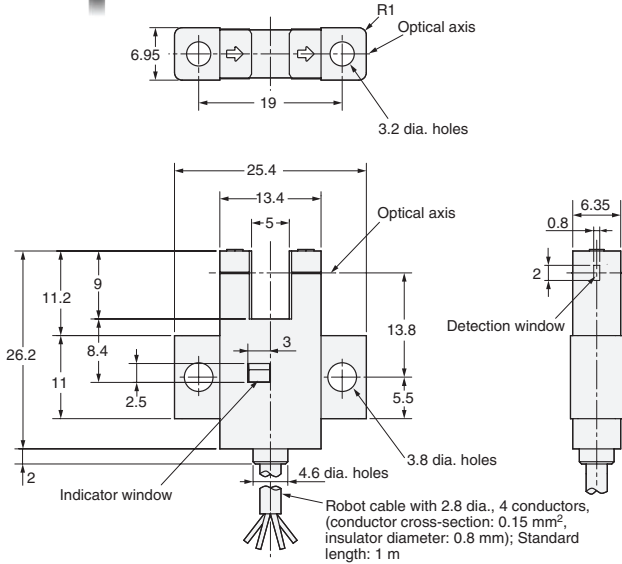 R1
Optical axis
6.95
19
3.2 dia. holes
25.4
13.4
5
Optical axis
6.35
0.8
2
9
11.2
Detection window
13.8
3
8.4
26.2
11
2.5
5.5
3.8 dia. holes
2
4.6 dia. holes
Indicator window
Robot cable with 2.8 dia., 4 conductors,
(conductor cross-section: 0.15 mm²,
insulator diameter: 0.8 mm); Standard
length: 1 m